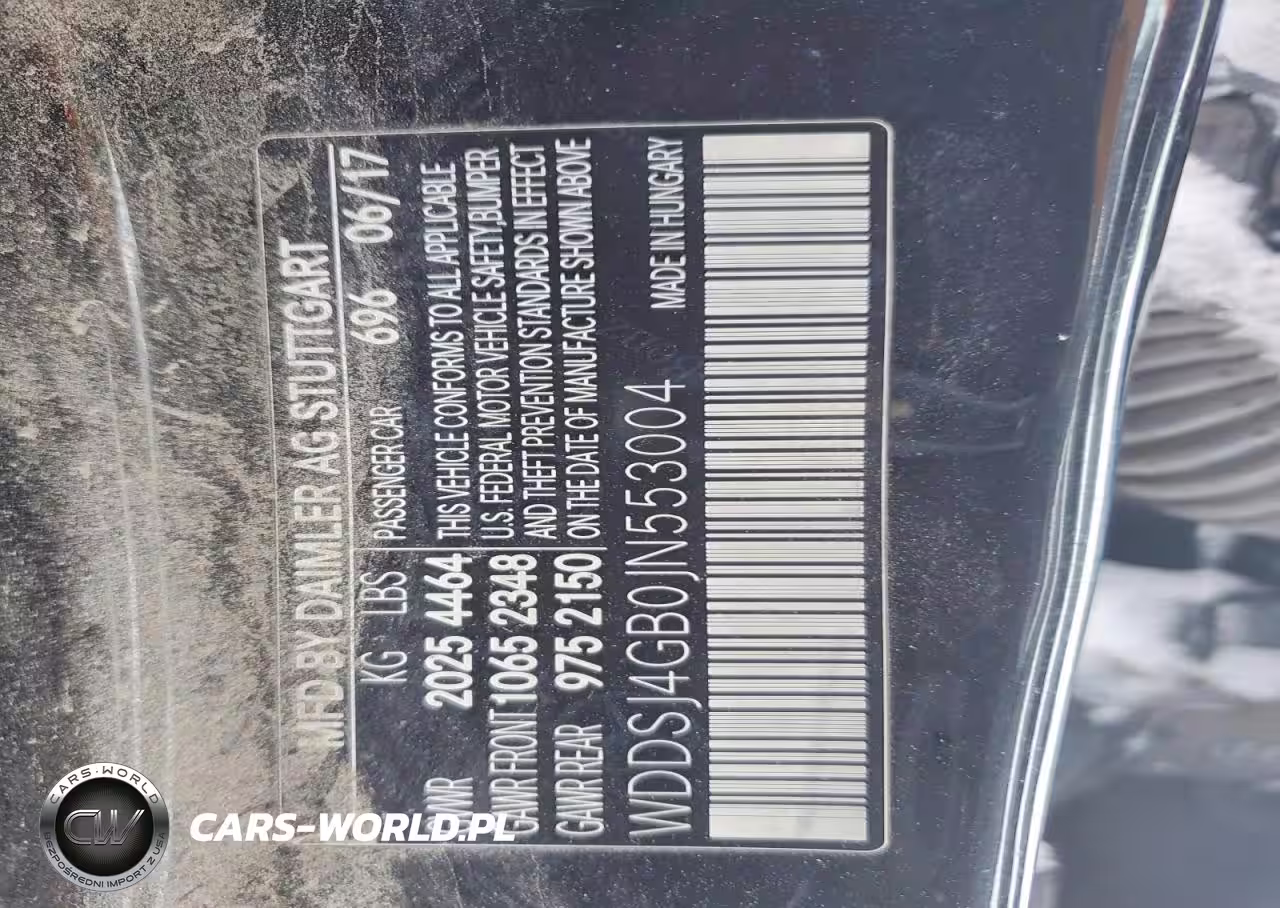 MFD BY DAIMLER AG STUTTGART
KG LBS PASSENGER CAR 696 06/17
GVWR 2025 4464 THIS VEHICLE CONFORMS TO ALL APPLICABLE
GAWR FRONT 1065 2348 U.S. FEDERAL MOTOR VEHICLE SAFETY,BUMPER
AND THEFT PREVENTION STANDARDS IN EFFECT
GAWR REAR 975 2150 ON THE DATE OF MANUFACTURE SHOWN ABOVE
WDDSJ4GB0JN553004 MADE IN HUNGARY
CARS-WORLD
CW
BEZPOŚREDNI IMPORT Z USA
CARS-WORLD.PL